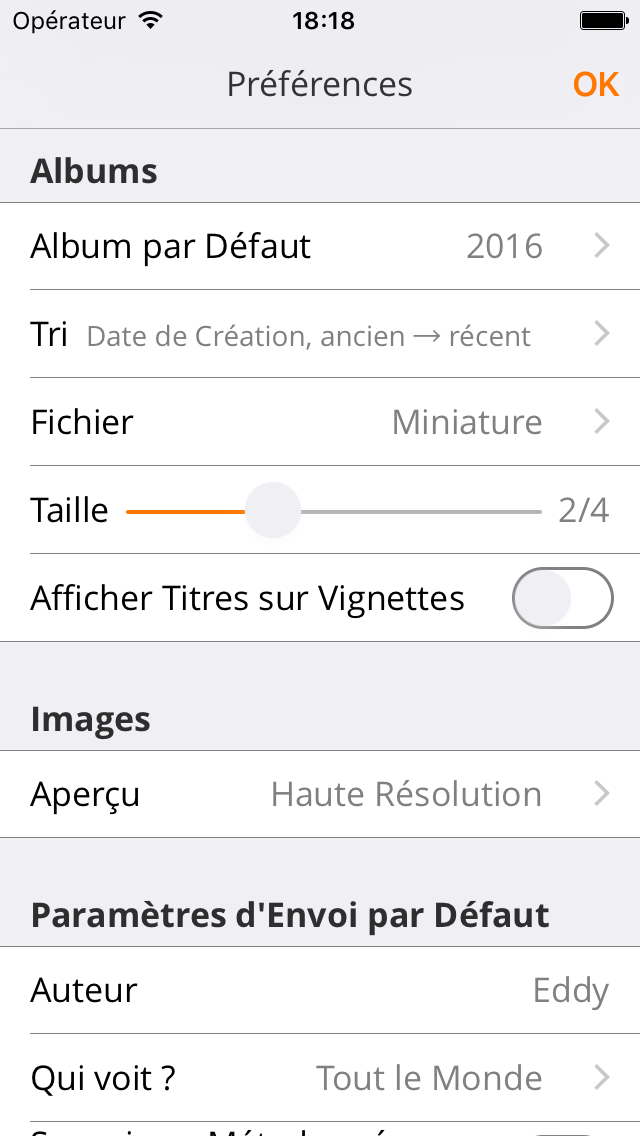 Opérateur 18:18
Préférences OK
Albums
Album par Défaut 2016
Tri Date de Création, ancien → récent
Fichier Miniature
Taille 2/4
Afficher Titres sur Vignettes
Images
Aperçu Haute Résolution
Paramètres d'Envoi par Défaut
Auteur Eddy
Qui voit ? Tout le Monde